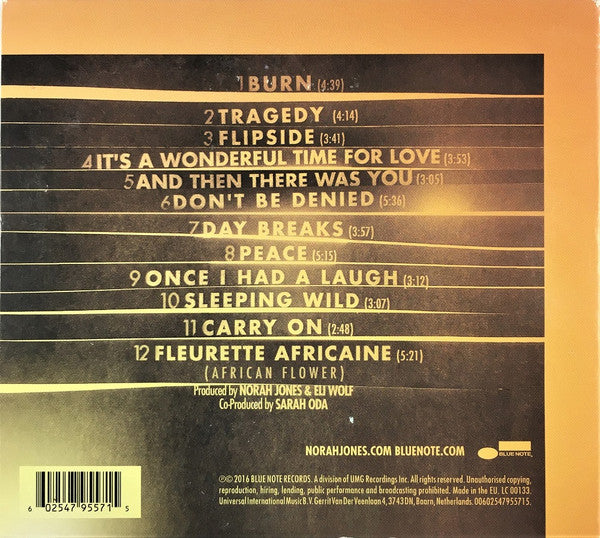 1 BURN (4:39)
2 TRAGEDY (4:14)
3 FLIPSIDE (3:41)
4 IT'S A WONDERFUL TIME FOR LOVE (3:53)
5 AND THEN THERE WAS YOU (3:05)
6 DON'T BE DENIED (5:36)
7 DAY BREAKS (3:57)
8 PEACE (5:15)
9 ONCE I HAD A LAUGH (3:12)
10 SLEEPING WILD (3:07)
11 CARRY ON (2:48)
12 FLEURETTE AFRICAINE (5:21)
(AFRICAN FLOWER)
Produced by NORAH JONES & ELI WOLF
Co-Produced by SARAH ODA
NORAHJONES.COM BLUENOTE.COM
BLUE NOTE.
℗© 2016 BLUE NOTE RECORDS. A division of UMG Recordings Inc. All rights reserved. Unauthorised copying,
reproduction, hiring, lending, public performance and broadcasting prohibited. Made in the EU. LC 00133.
Universal International Music B.V. Gerrit Van Der Veenlaan 4, 3743 DN, Baarn, Netherlands. 00602547955715.
6 02547 95571 5